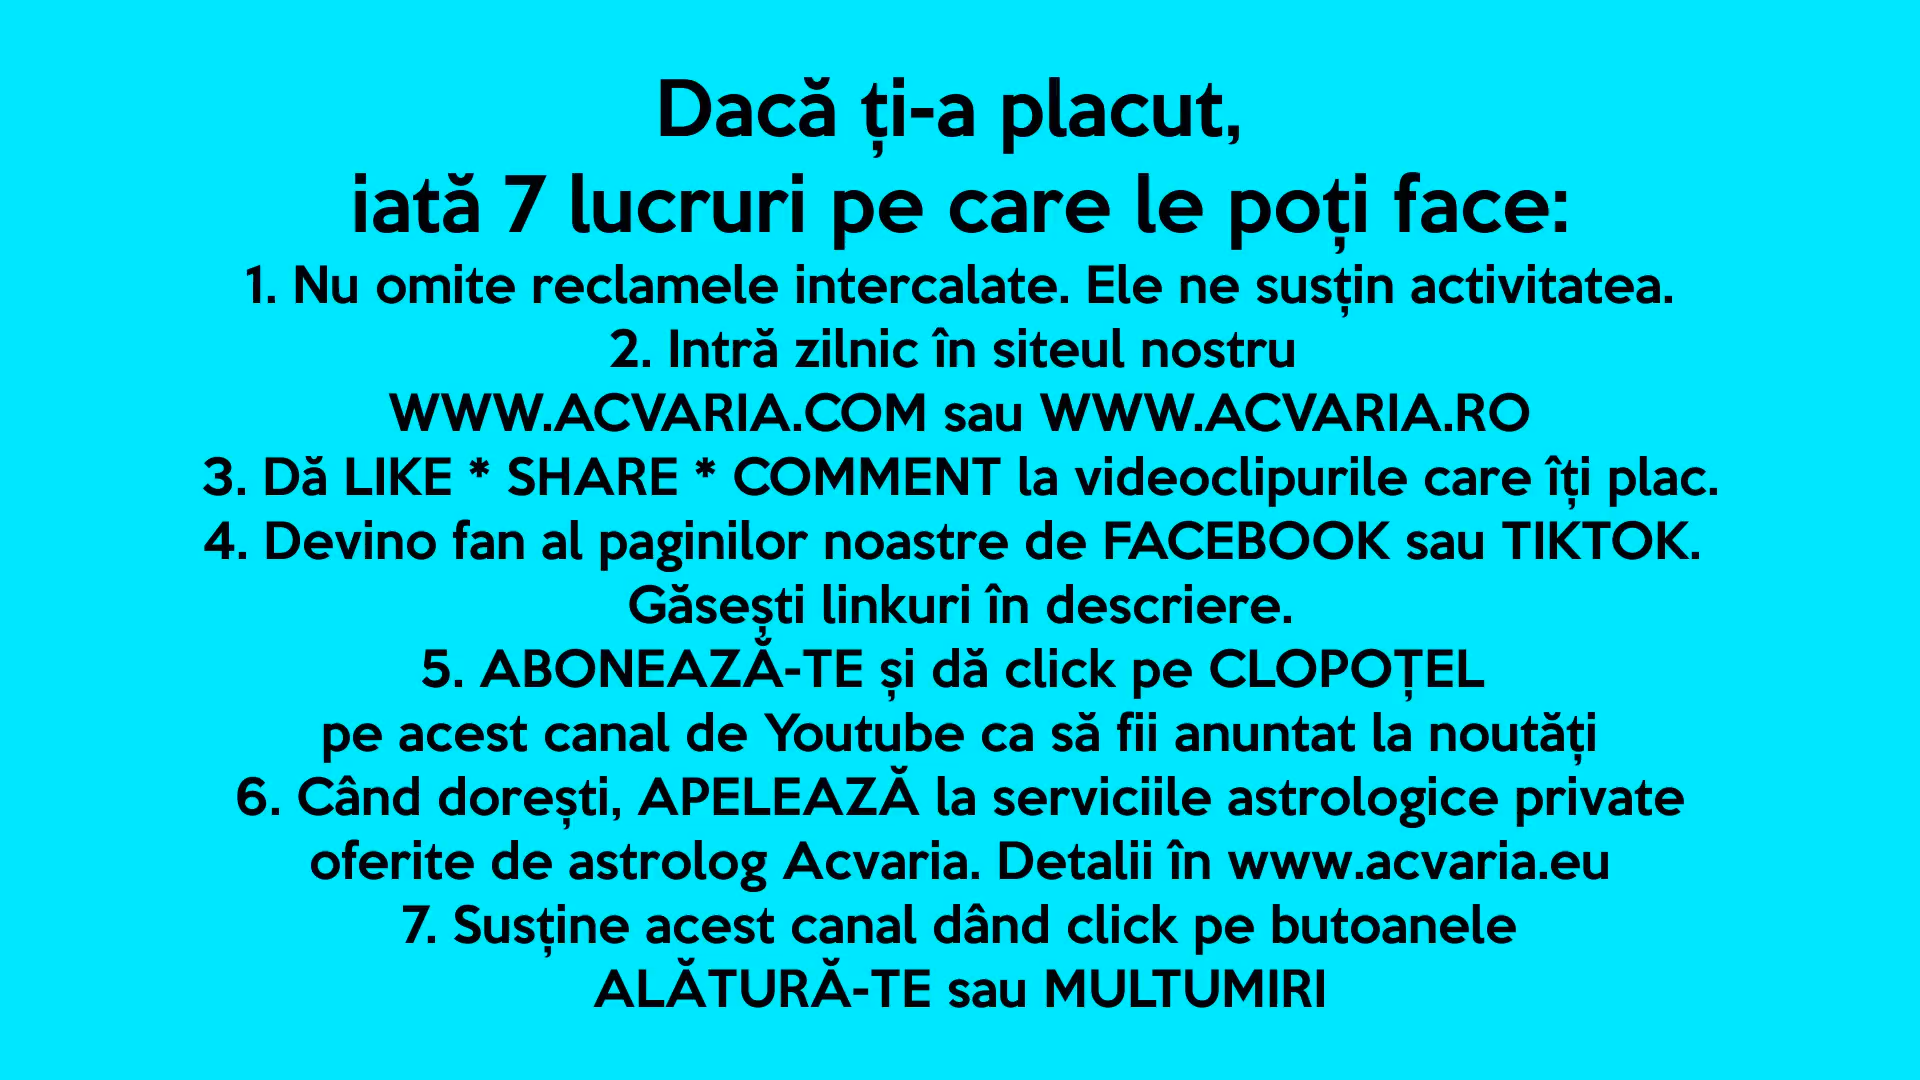 Dacă ți-a placut,
iată 7 lucruri pe care le poți face:
1. Nu omite reclamele intercalate. Ele ne susțin activitatea.
2. Intră zilnic în siteul nostru
WWW.ACVARIA.COM sau WWW.ACVARIA.RO
3. Dă LIKE * SHARE * COMMENT la videoclipurile care îți plac.
4. Devino fan al paginilor noastre de FACEBOOK sau TIKTOK.
Găsești linkuri în descriere.
5. ABONEAZĂ-TE și dă click pe CLOPOȚEL
pe acest canal de Youtube ca să fii anuntat la noutăți
6. Când dorești, APELEAZĂ la serviciile astrologice private
oferite de astrolog Acvaria. Detalii în www.acvaria.eu
7. Susține acest canal dând click pe butoanele
ALĂTURĂ-TE sau MULTUMIRI